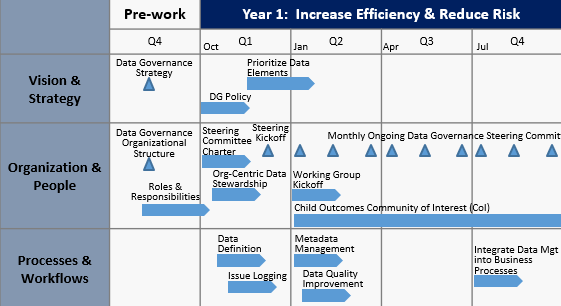 Pre-work
Year 1: Increase Efficiency & Reduce Risk
Q4
Oct
Q1
Jan
Q2
Apr
Q3
Jul
Q4
Vision &
Strategy
Data Governance
Strategy
Prioritize Data
Elements
DG Policy
Organization &
People
Data Governance
Organizational
Structure
Roles &
Responsibilities
Steering
Committee
Charter
Steering
Kickoff
Monthly Ongoing Data Governance Steering Committ
Org-Centric Data
Stewardship
Working Group
Kickoff
Child Outcomes Community of Interest (CoI)
Processes &
Workflows
Data
Definition
Issue Logging
Metadata
Management
Data Quality
Improvement
Integrate Data Mgt
into Business
Processes